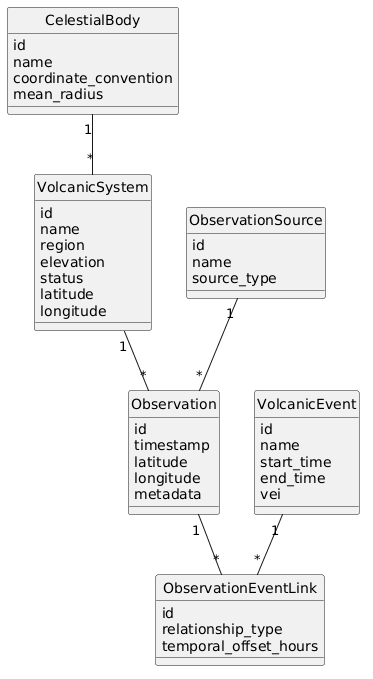 CelestialBody
id
name
coordinate_convention
mean_radius
1
*
VolcanicSystem
id
name
region
elevation
status
latitude
longitude
ObservationSource
id
name
source_type
1
1
*
*
Observation
id
timestamp
latitude
longitude
metadata
VolcanicEvent
id
name
start_time
end_time
vei
1
1
*
*
ObservationEventLink
id
relationship_type
temporal_offset_hours